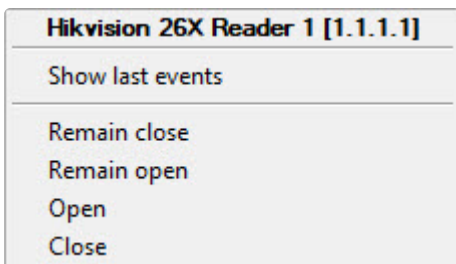 Hikvision 26X Reader 1 [1.1.1.1]
Show last events
Remain close
Remain open
Open
Close